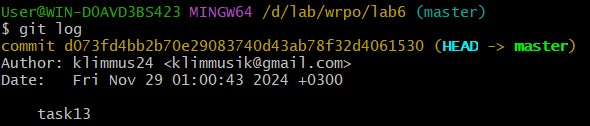 User@WIN-DOAVD3BS423 MINGW64 /d/lab/wrpo/lab6 (master)
$ git log
commit d073fd4bb2b70e29083740d43ab78f32d4061530 (HEAD -> master)
Author: klimmus24 <klimmusik@gmail.com>
Date:   Fri Nov 29 01:00:43 2024 +0300
    task13